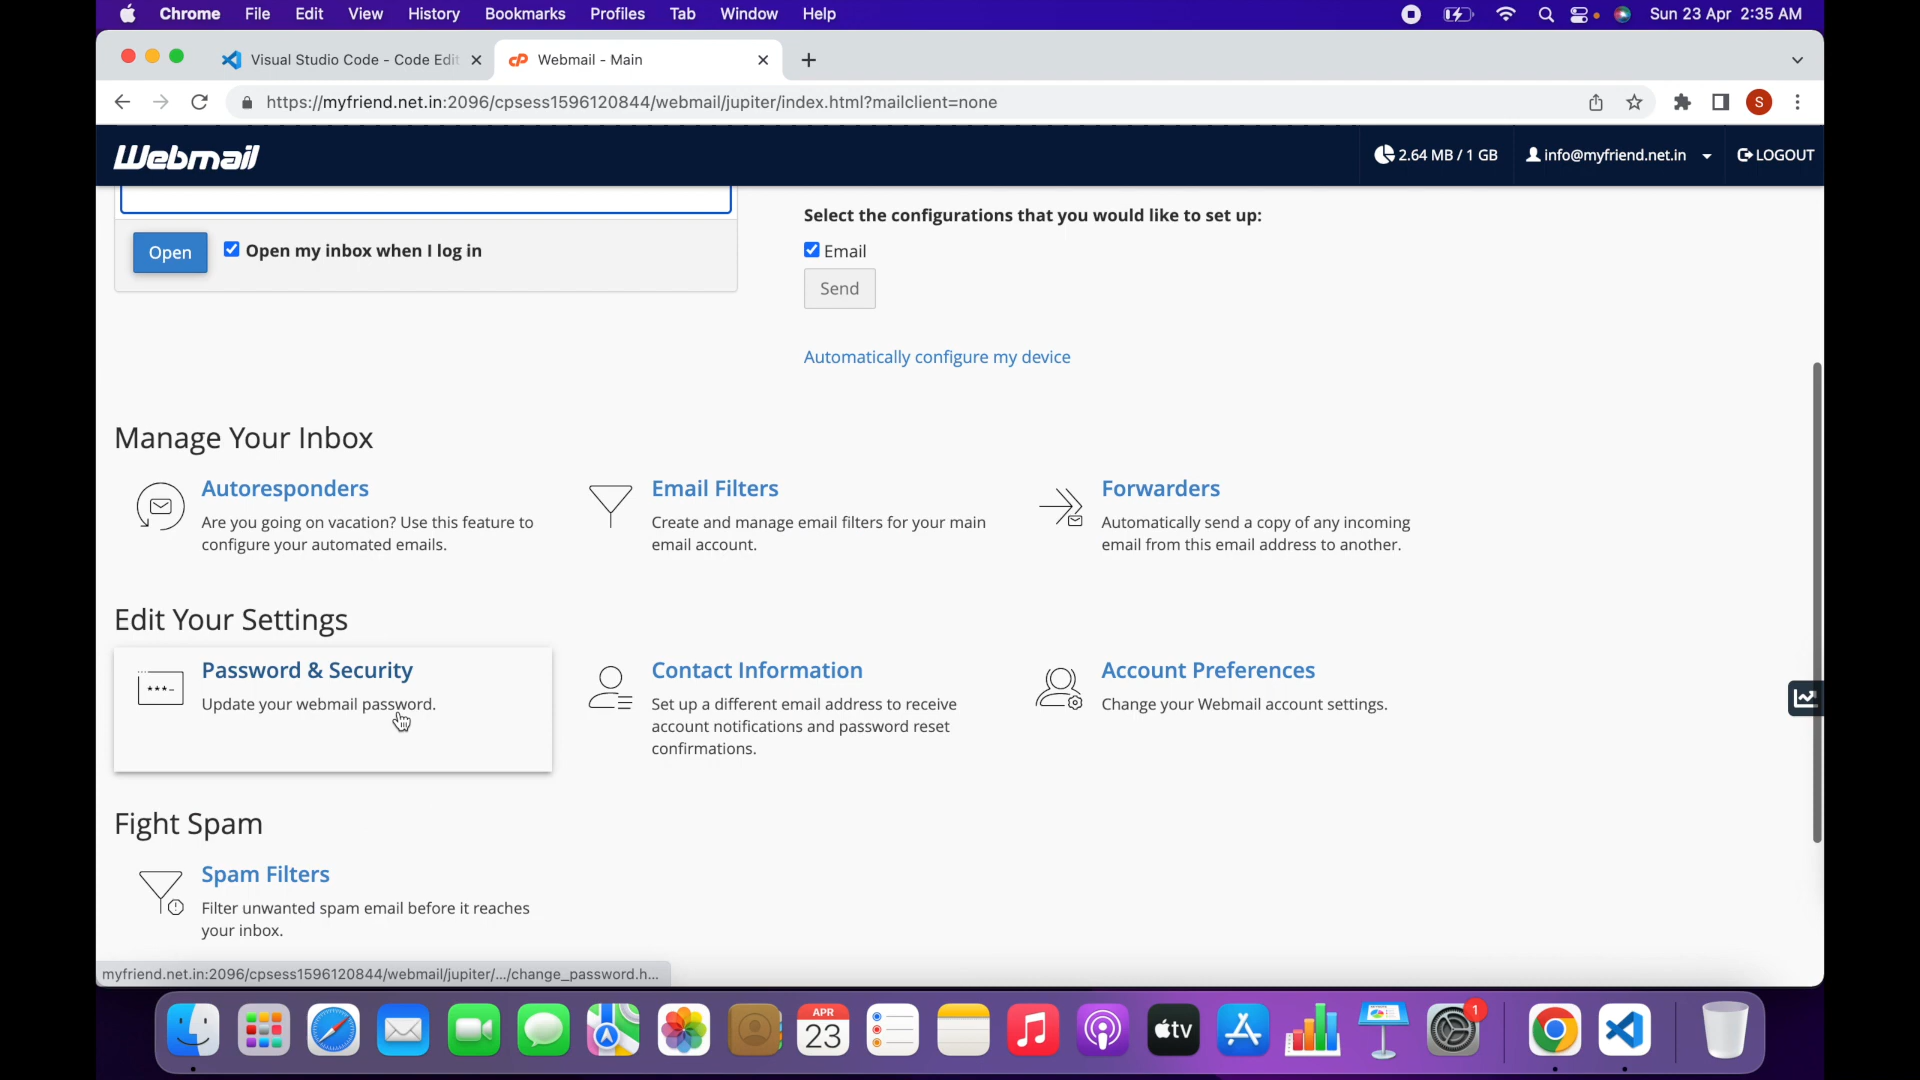 Chrome File Edit View History Bookmarks Profiles Tab Window Help Sun 23 Apr 2:35 AM
Visual Studio Code - Code Edit
Webmail - Main
https://myfriend.net.in:2096/cpsess1596120844/webmail/jupiter/index.html?mailclient=none
S
Webmail
2.64 MB / 1 GB
info@myfriend.net.in
LOGOUT
Select the configurations that you would like to set up:
Open
Open my inbox when I log in
Email
Send
Automatically configure my device
Manage Your Inbox
Autoresponders
Are you going on vacation? Use this feature to
configure your automated emails.
Email Filters
Create and manage email filters for your main
email account.
Forwarders
Automatically send a copy of any incoming
email from this email address to another.
Edit Your Settings
Password & Security
Update your webmail password.
Contact Information
Set up a different email address to receive
account notifications and password reset
confirmations.
Account Preferences
Change your Webmail account settings.
Fight Spam
Spam Filters
Filter unwanted spam email before it reaches
your inbox.
myfriend.net.in:2096/cpsess1596120844/webmail/jupiter/.../change_password.h...
APR
23
tv
1